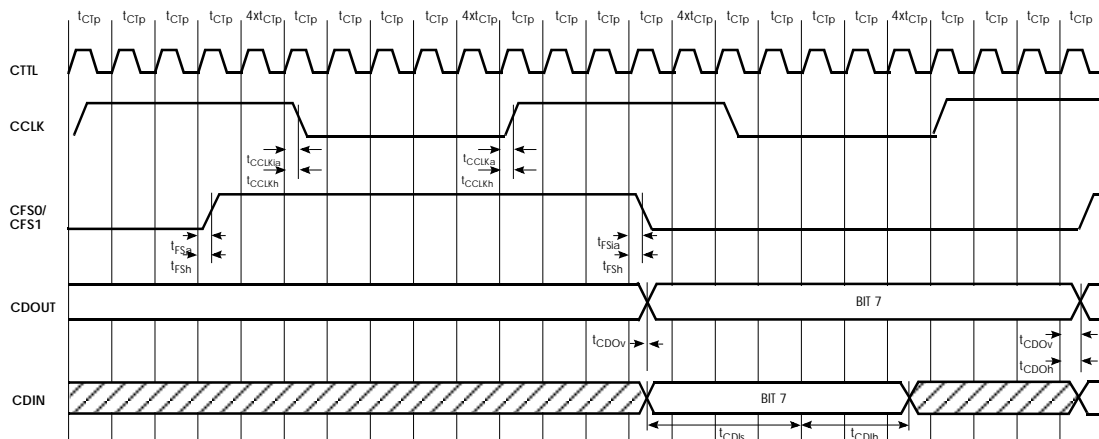 tCTp tCTp tCTp tCTp 4xtCTp tCTp tCTp tCTp tCTp 4xtCTp tCTp tCTp tCTp tCTp 4xtCTp tCTp tCTp tCTp 4xtCTp tCTp tCTp tCTp tCTp
CTTL
CCLK
tCCLKia
tCCLKa
tCCLKh
tCCLKh
CFS0/
CFS1
tFSa
tFSia
tFSh
tFSh
CDOUT
BIT 7
tCDOv
tCDOv
tCDOh
CDIN
BIT 7
tCDIs
tCDIh